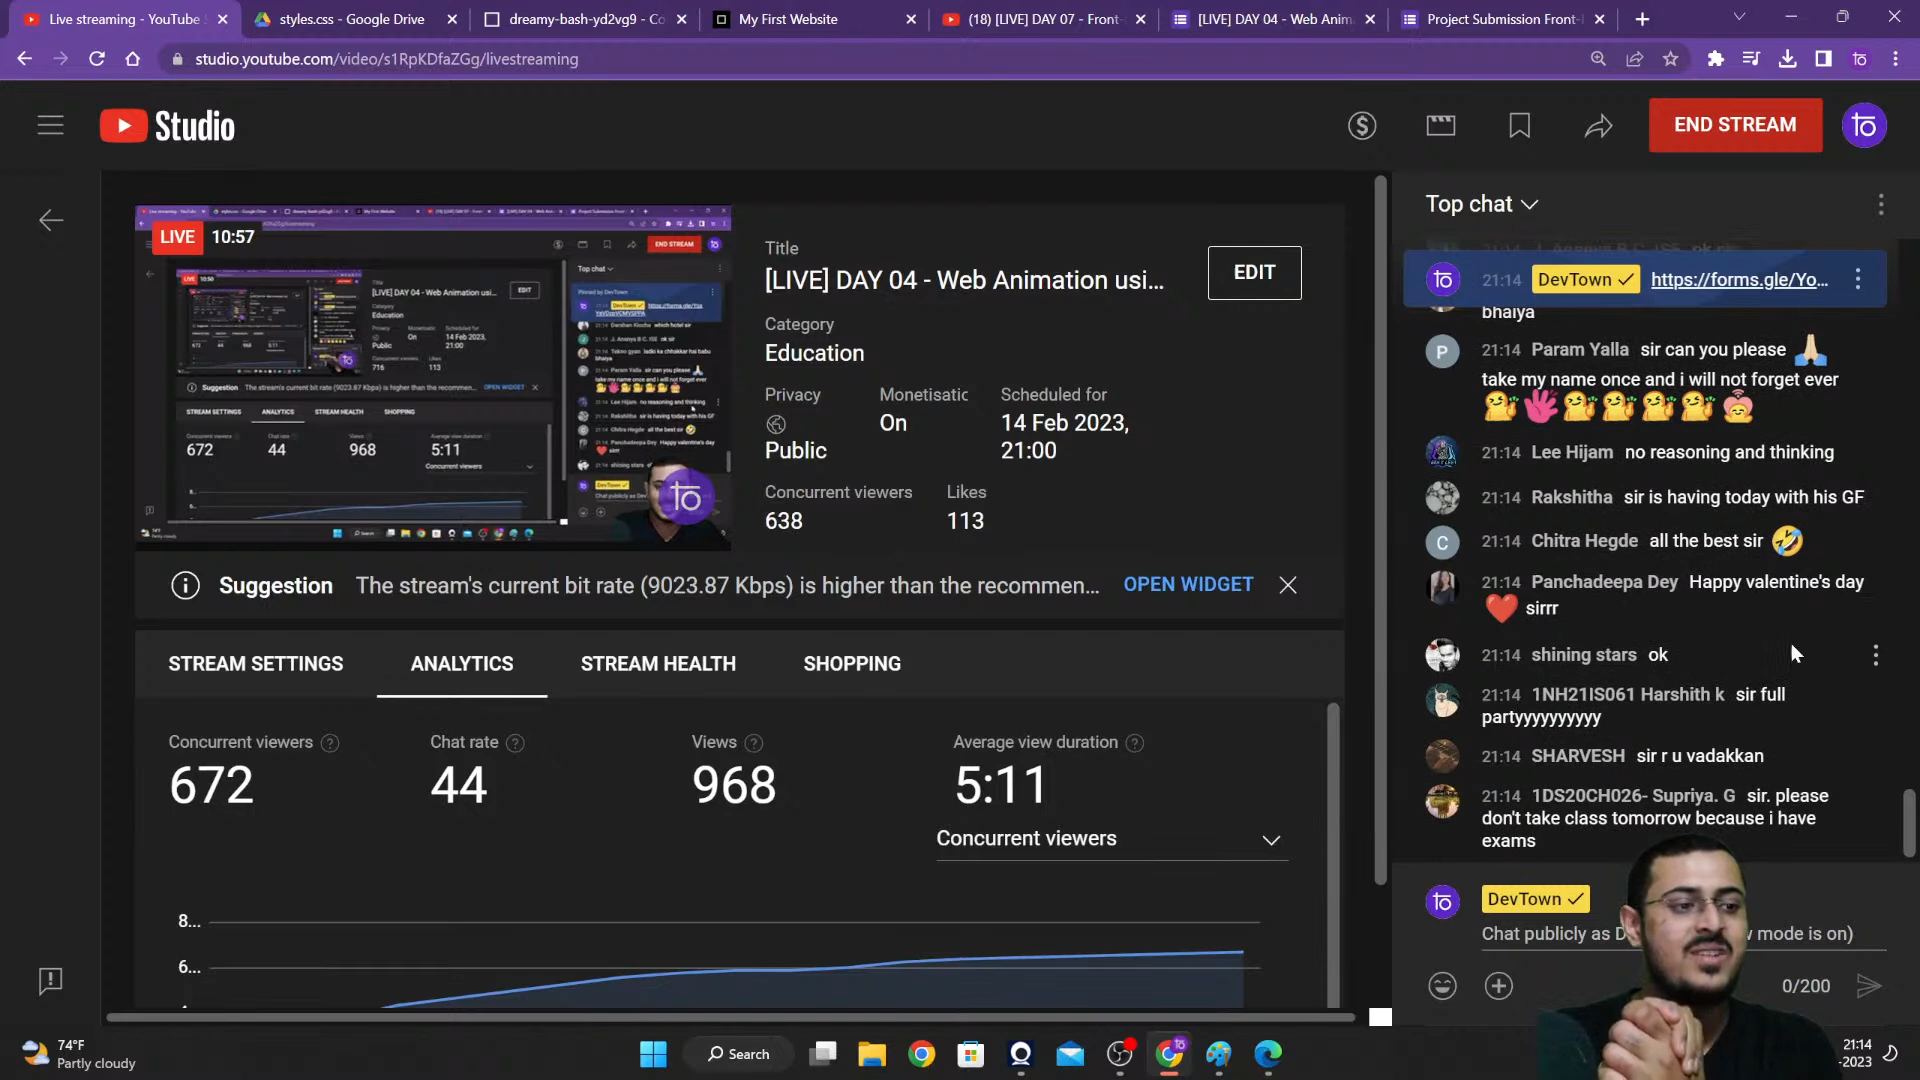 Live streaming - YouTube S
styles.css - Google Drive
dreamy-bash-yd2vg9 - Co
My First Website
(18) [LIVE] DAY 07 - Front-
[LIVE] DAY 04 - Web Anim
Project Submission Front-
studio.youtube.com/video/s1RpKDfaZGg/livestreaming
Studio
END STREAM
LIVE 10:57
Title
[LIVE] DAY 04 - Web Animation usi...
EDIT
Category
Education
Privacy
Public
Monetisatic
On
Scheduled for
14 Feb 2023,
21:00
Concurrent viewers
638
Likes
113
Suggestion The stream's current bit rate (9023.87 Kbps) is higher than the recommen...
OPEN WIDGET
STREAM SETTINGS
ANALYTICS
STREAM HEALTH
SHOPPING
Concurrent viewers
672
Chat rate
44
Views
968
Average view duration
5:11
Concurrent viewers
8...
6...
Top chat
21:14 DevTown https://forms.gle/Yo...
bhaiya
21:14 Param Yalla sir can you please 🙏🏻
take my name once and i will not forget ever
21:14 Lee Hijam no reasoning and thinking
21:14 Rakshitha sir is having today with his GF
21:14 Chitra Hegde all the best sir 🤣
21:14 Panchadeepa Dey Happy valentine's day
❤️ sirrr
21:14 shining stars ok
21:14 1NH21IS061 Harshith k sir full
partyyyyyyyyyy
21:14 SHARVESH sir r u vadakkan
21:14 1DS20CH026- Supriya. G sir. please
don't take class tomorrow because i have
exams
DevTown
Chat publicly as D
mode is on)
0/200
74°F
Partly cloudy
Search
21:14
-2023